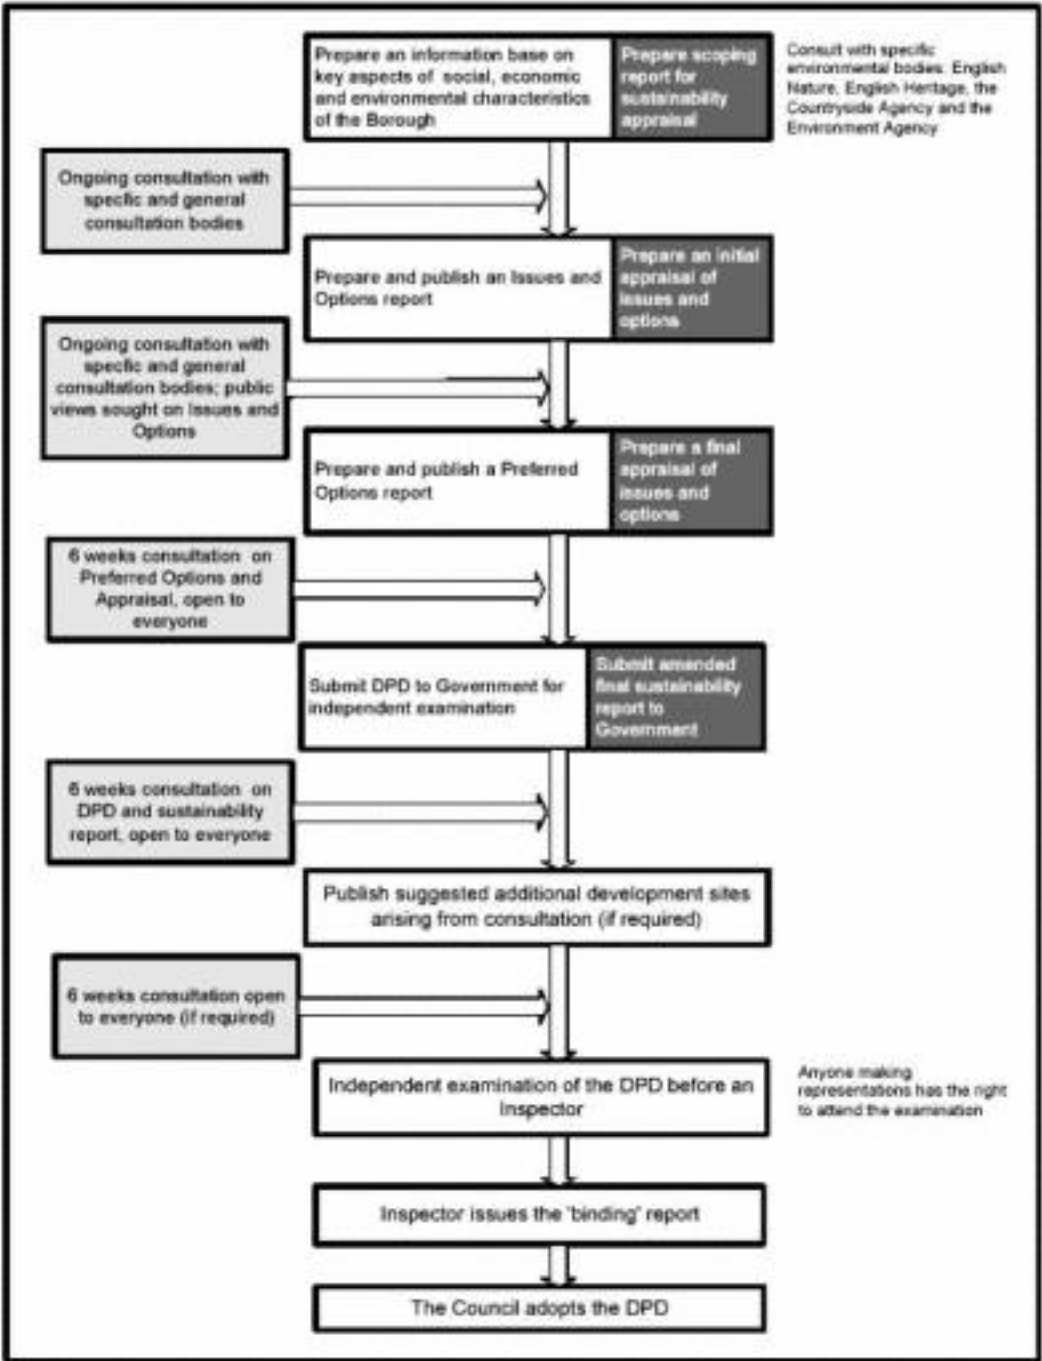 Prepare an information base on
key aspects of social, economic
and environmental characteristics
of the Borough
Prepare scoping
report for
sustainability
appraisal
Consult with specific
environmental bodies: English
Nature, English Heritage, the
Countryside Agency and the
Environment Agency
Ongoing consultation with
specfic and general
consultation bodies
Prepare and publish an Issues and
Options report
Prepare an initial
appraisal of
issues and
options
Ongoing consultation with
specfic and general
consultation bodies; public
views sought on Issues and
Options
Prepare and publish a Preferred
Options report
Prepare a final
appraisal of
issues and
options
6 weeks consultation on
Preferred Options and
Appraisal, open to
everyone
Submit DPD to Government for
independent examination
Submit amended
final sustainability
report to
Government
6 weeks consultation on
DPD and sustainability
report, open to everyone
Publish suggested additional development sites
arising from consultation (if required)
6 weeks consultation open
to everyone (if required)
Independent examination of the DPD before an
Inspector
Anyone making
representations has the right
to attend the examination
Inspector issues the 'binding' report
The Council adopts the DPD